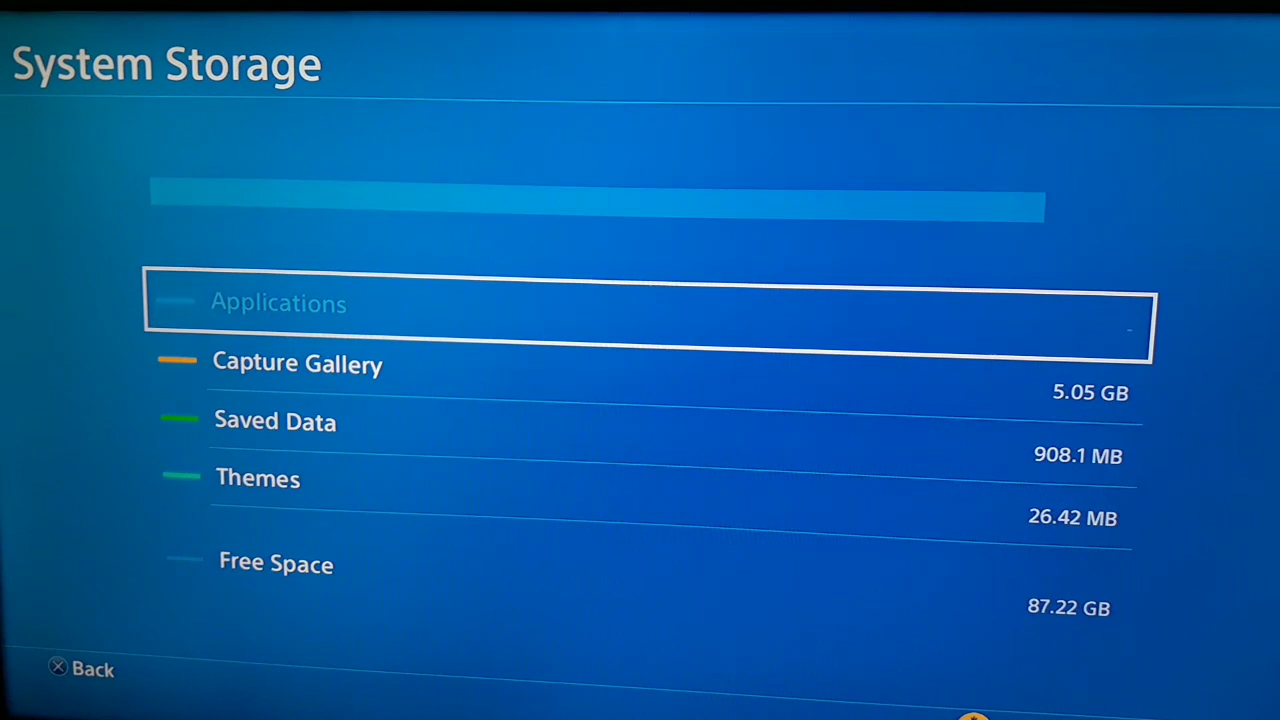 System Storage
Applications -
Capture Gallery 5.05 GB
Saved Data 908.1 MB
Themes 26.42 MB
Free Space 87.22 GB
Back